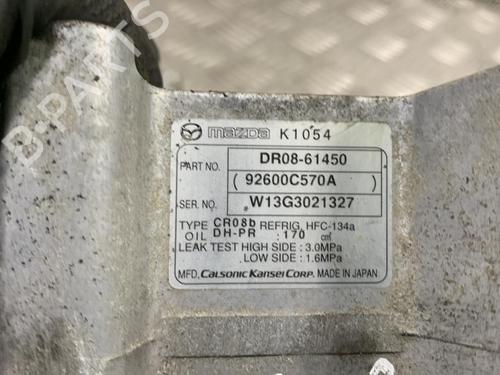 B-PARTS
mazda K1054
PART NO. DR08-61450
( 92600C570A )
SER. NO. W13G3021327
TYPE CR08b REFRIG. HFC-134a
OIL DH-PR : 170 cm³
LEAK TEST HIGH SIDE : 3.0MPa
LOW SIDE : 1.6MPa
MFD. CALSONIC KANSEI CORP. MADE IN JAPAN